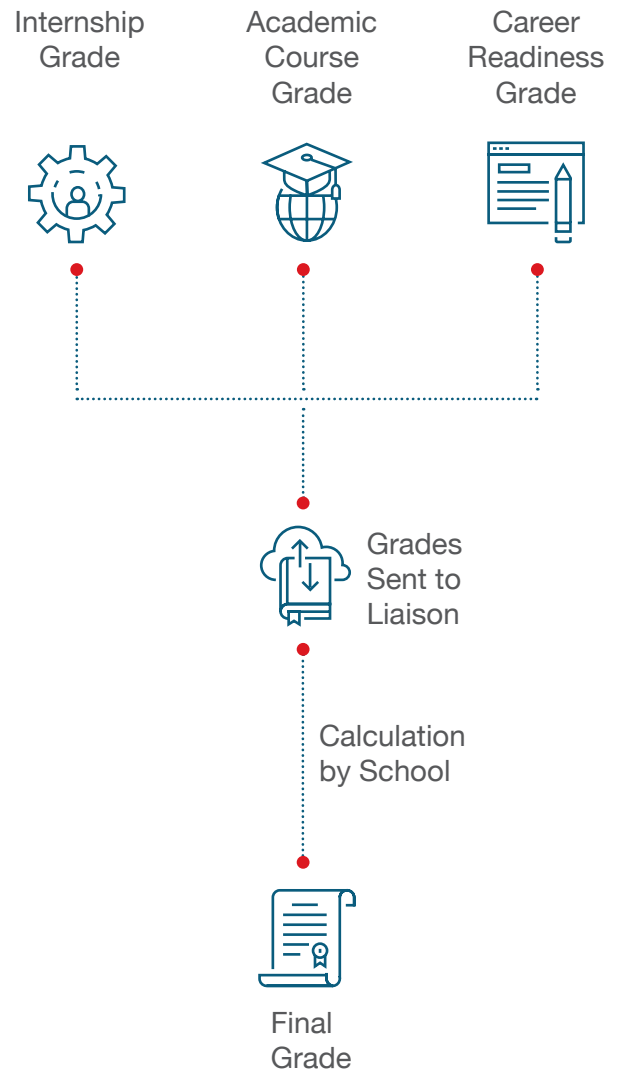 Internship
Grade
Academic
Course
Grade
Career
Readiness
Grade
Grades
Sent to
Liaison
Calculation
by School
Final
Grade